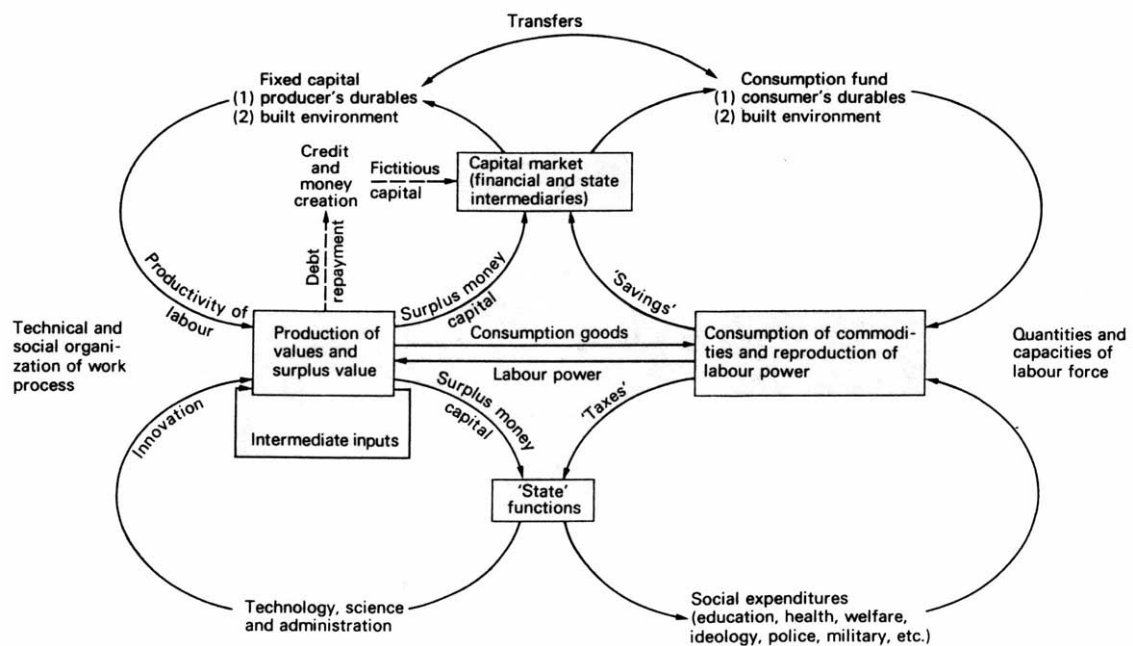 Transfers
Fixed capital
(1) producer's durables
(2) built environment
Consumption fund
(1) consumer's durables
(2) built environment
Credit
and
money
creation
Fictitious
capital
Capital market
(financial and state
intermediaries)
Debt
repayment
Productivity of
labour
Surplus money
capital
'Savings'
Technical and
social organi-
zation of work
process
Production of
values and
surplus value
Consumption goods
Labour power
Consumption of commodi-
ties and reproduction of
labour power
Quantities and
capacities of
labour force
Innovation
Intermediate inputs
Surplus money
capital
'Taxes'
'State'
functions
Technology, science
and administration
Social expenditures
(education, health, welfare,
ideology, police, military, etc.)